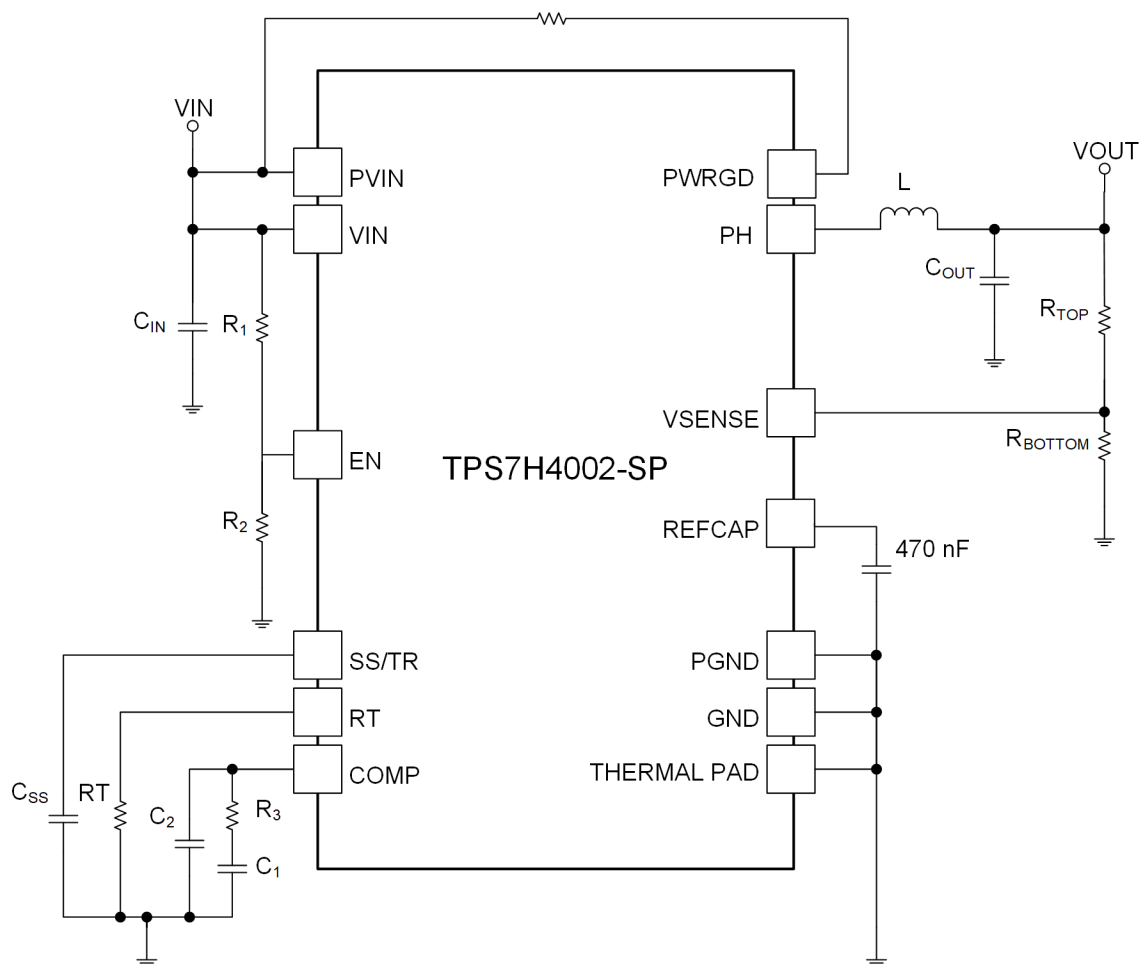 VIN
PVIN
PWRGD
VOUT
VIN
PH
L
C_OUT
C_IN
R_1
R_TOP
VSENSE
R_BOTTOM
EN
TPS7H4002-SP
R_2
REFCAP
470 nF
SS/TR
PGND
RT
GND
COMP
THERMAL PAD
C_SS
RT
C_2
R_3
C_1